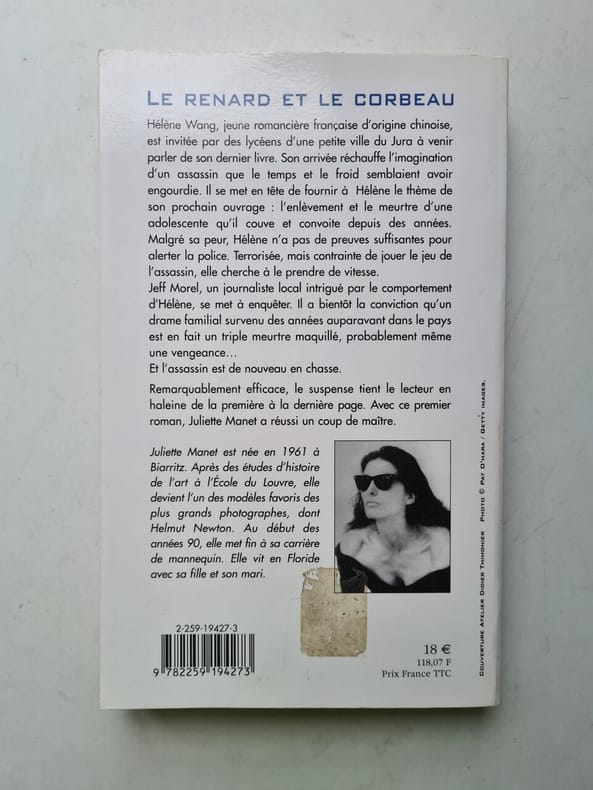 LE RENARD ET LE CORBEAU
Hélène Wang, jeune romancière française d'origine chinoise,
est invitée par des lycéens d'une petite ville du Jura à venir
parler de son dernier livre. Son arrivée réchauffe l'imagination
d'un assassin que le temps et le froid semblaient avoir
engourdie. Il se met en tête de fournir à Hélène le thème de
son prochain ouvrage : l'enlèvement et le meurtre d'une
adolescente qu'il couve et convoite depuis des années.
Malgré sa peur, Hélène n'a pas de preuves suffisantes pour
alerter la police. Terrorisée, mais contrainte de jouer le jeu de
l'assassin, elle cherche à le prendre de vitesse.
Jeff Morel, un journaliste local intrigué par le comportement
d'Hélène, se met à enquêter. Il a bientôt la conviction qu'un
drame familial survenu des années auparavant dans le pays
est en fait un triple meurtre maquillé, probablement même
une vengeance...
Et l'assassin est de nouveau en chasse.
Remarquablement efficace, le suspense tient le lecteur en
haleine de la première à la dernière page. Avec ce premier
roman, Juliette Manet a réussi un coup de maître.
Juliette Manet est née en 1961 à
Biarritz. Après des études d'histoire
de l'art à l'École du Louvre, elle
devient l'un des modèles favoris des
plus grands photographes, dont
Helmut Newton. Au début des
années 90, elle met fin à sa carrière
de mannequin. Elle vit en Floride
avec sa fille et son mari.
COUVERTURE ATELIER DIDIER THIMONIER PHOTO © PAT O'HARA / GETTY IMAGES.
2-259-19427-3
9 782259 194273
18 €
118,07 F
Prix France TTC